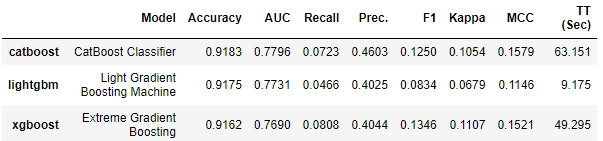 Model Accuracy AUC Recall Prec. F1 Kappa MCC TT (Sec)
catboost CatBoost Classifier 0.9183 0.7796 0.0723 0.4603 0.1250 0.1054 0.1579 63.151
lightgbm Light Gradient Boosting Machine 0.9175 0.7731 0.0466 0.4025 0.0834 0.0679 0.1146 9.175
xgboost Extreme Gradient Boosting 0.9162 0.7690 0.0808 0.4044 0.1346 0.1107 0.1521 49.295